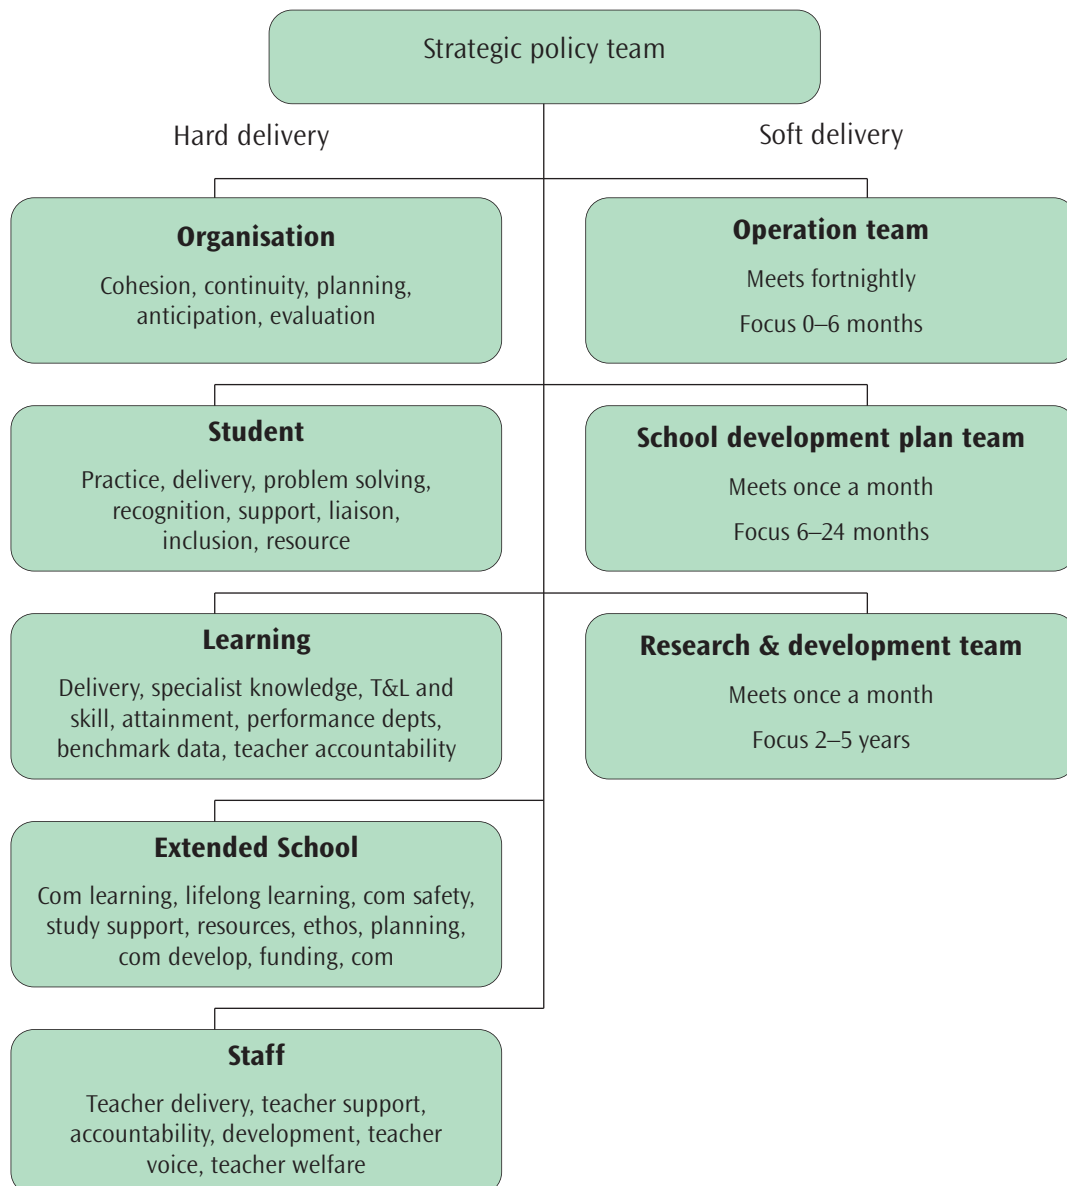 Strategic policy team
Hard delivery
Soft delivery
Organisation
Cohesion, continuity, planning,
anticipation, evaluation
Operation team
Meets fortnightly
Focus 0–6 months
Student
Practice, delivery, problem solving,
recognition, support, liaison,
inclusion, resource
School development plan team
Meets once a month
Focus 6–24 months
Learning
Delivery, specialist knowledge, T&L and
skill, attainment, performance depts,
benchmark data, teacher accountability
Research & development team
Meets once a month
Focus 2–5 years
Extended School
Com learning, lifelong learning, com safety,
study support, resources, ethos, planning,
com develop, funding, com
Staff
Teacher delivery, teacher support,
accountability, development, teacher
voice, teacher welfare